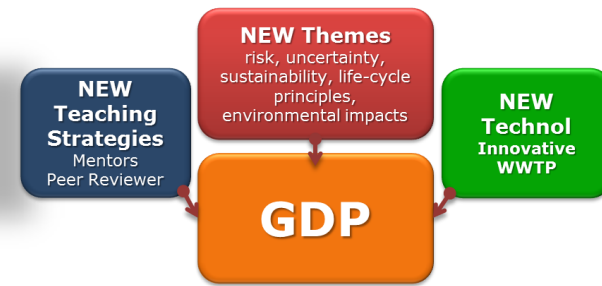 NEW Themes
risk, uncertainty,
sustainability, life-cycle
principles,
environmental impacts
NEW
Teaching
Strategies
Mentors
Peer Reviewer
NEW
Technol
Innovative
WWTP
GDP